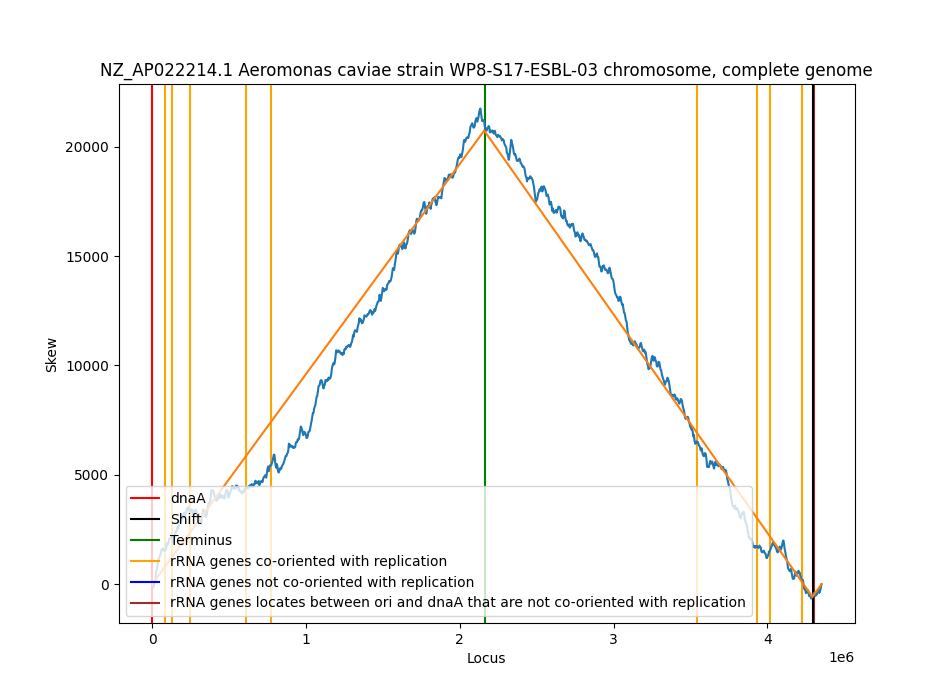 NZ_AP022214.1 Aeromonas caviae strain WP8-S17-ESBL-03 chromosome, complete genome
20000
15000
10000
5000
0
Skew
dnaA
Shift
Terminus
rRNA genes co-oriented with replication
rRNA genes not co-oriented with replication
rRNA genes locates between ori and dnaA that are not co-oriented with replication
0 1 2 3 4
1e6
Locus